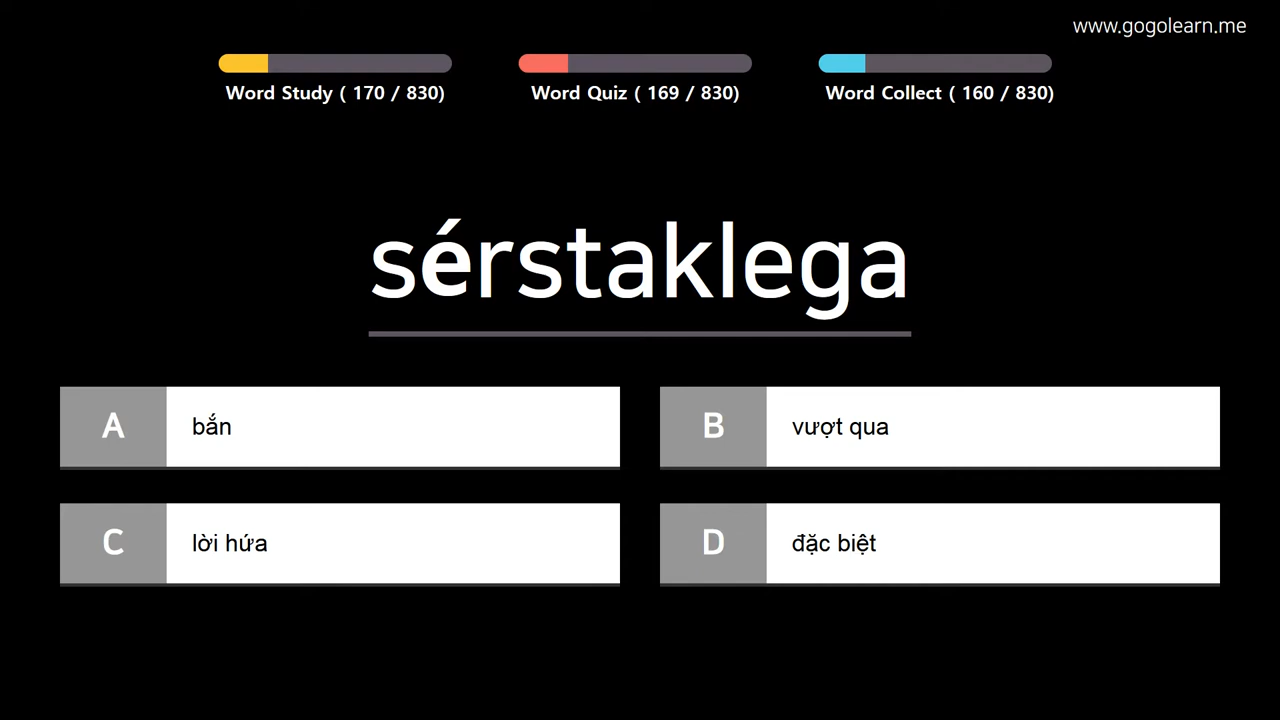 www.gogolearn.me
Word Study ( 170 / 830)
Word Quiz ( 169 / 830)
Word Collect ( 160 / 830)
sérstaklega
A bắn
B vượt qua
C lời hứa
D đặc biệt